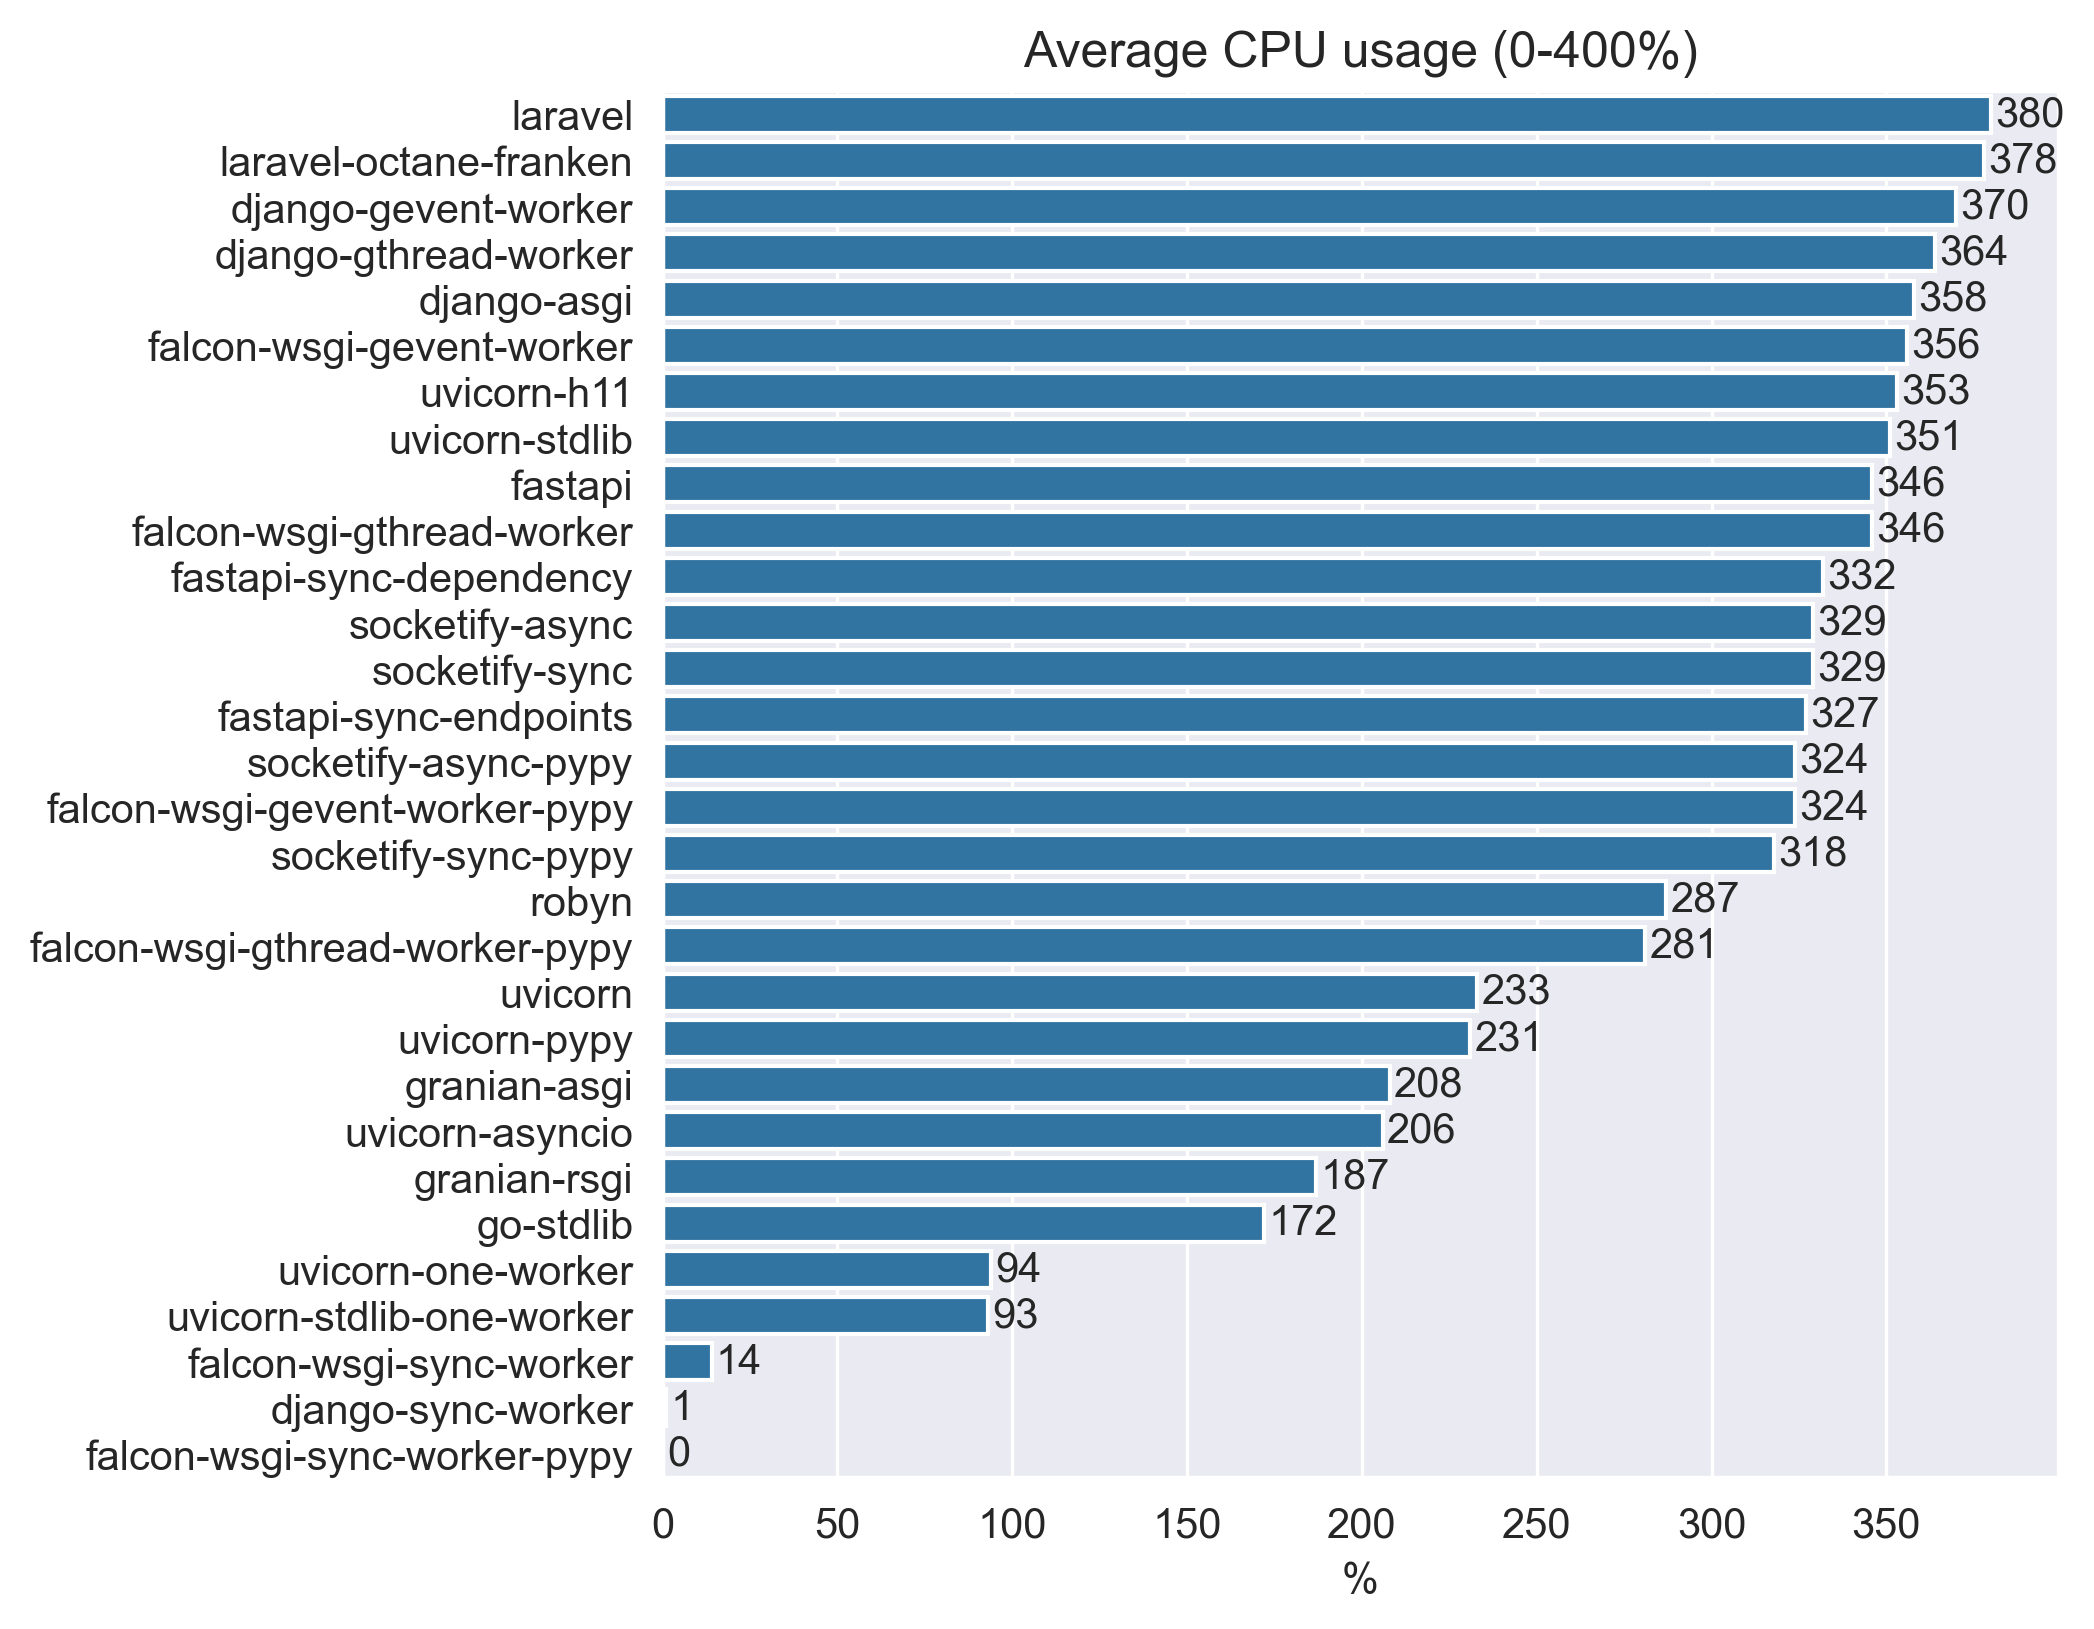 Average CPU usage (0-400%)
laravel 380
laravel-octane-franken 378
django-gevent-worker 370
django-gthread-worker 364
django-asgi 358
falcon-wsgi-gevent-worker 356
uvicorn-h11 353
uvicorn-stdlib 351
fastapi 346
falcon-wsgi-gthread-worker 346
fastapi-sync-dependency 332
socketify-async 329
socketify-sync 329
fastapi-sync-endpoints 327
socketify-async-pypy 324
falcon-wsgi-gevent-worker-pypy 324
socketify-sync-pypy 318
robyn 287
falcon-wsgi-gthread-worker-pypy 281
uvicorn 233
uvicorn-pypy 231
granian-asgi 208
uvicorn-asyncio 206
granian-rsgi 187
go-stdlib 172
uvicorn-one-worker 94
uvicorn-stdlib-one-worker 93
falcon-wsgi-sync-worker 14
django-sync-worker 1
falcon-wsgi-sync-worker-pypy 0
0 50 100 150 200 250 300 350
%